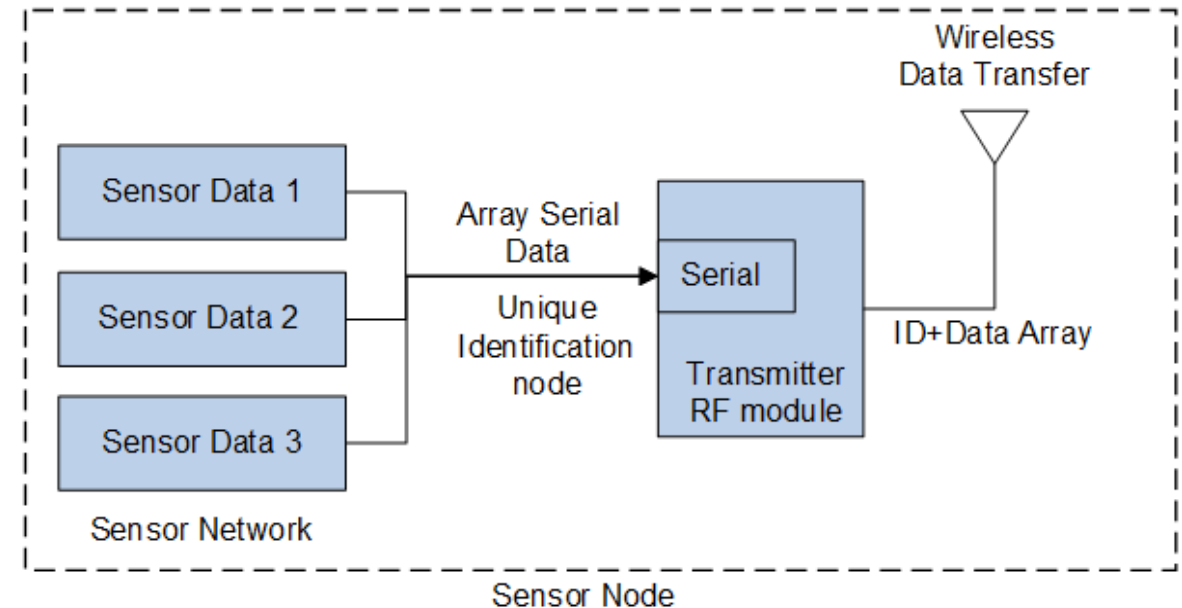 Wireless
Data Transfer
Sensor Data 1
Array Serial
Data
Serial
Sensor Data 2
Unique
Identification
node
ID+Data Array
Transmitter
RF module
Sensor Data 3
Sensor Network
Sensor Node